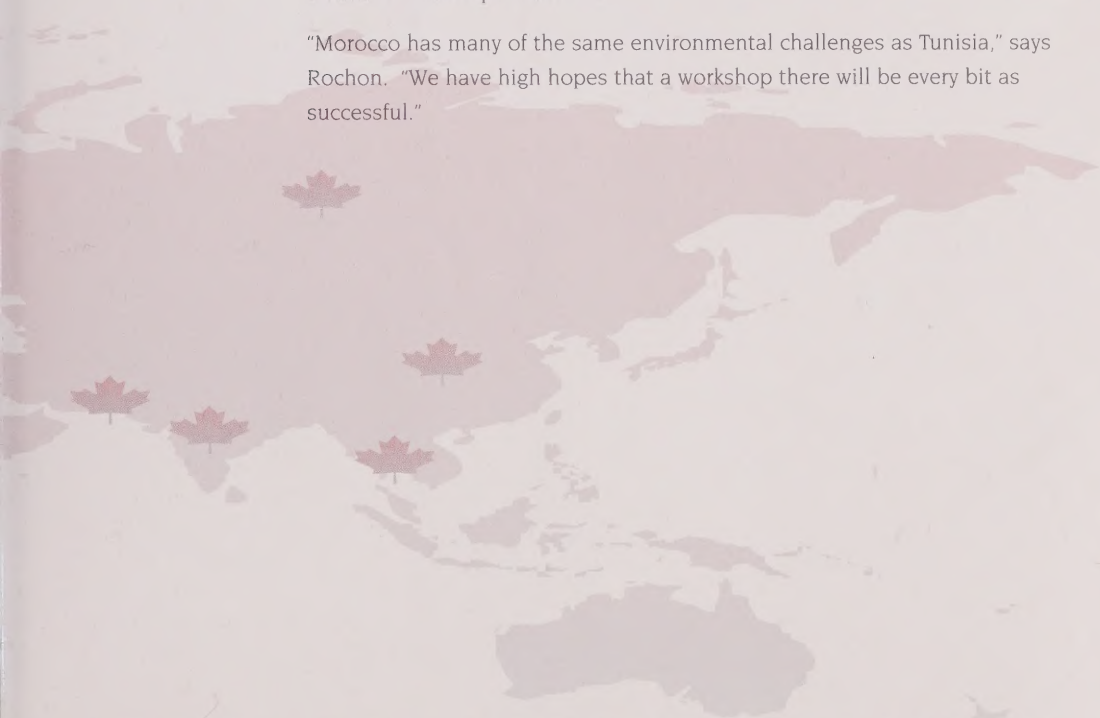 “Morocco has many of the same environmental challenges as Tunisia,” says
Rochon.  “We have high hopes that a workshop there will be every bit as
successful.”